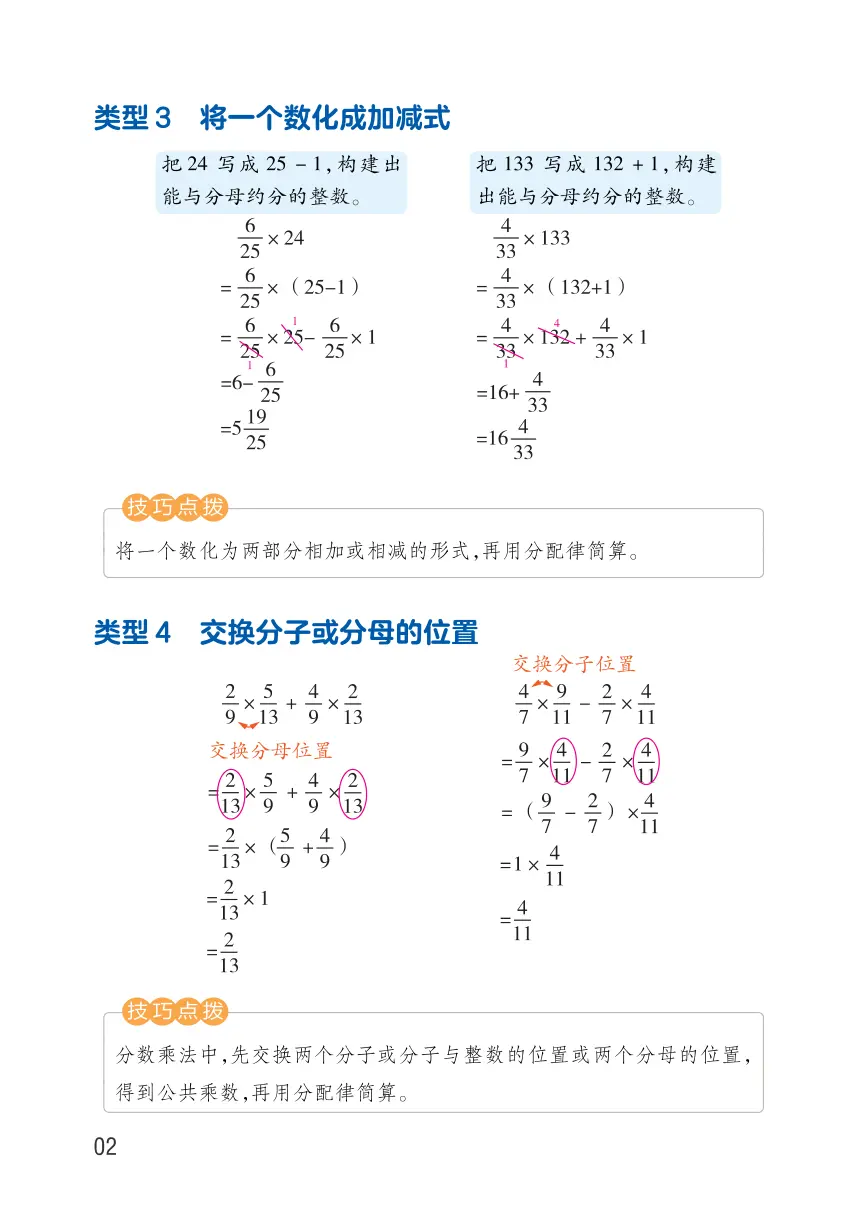 类型3 将一个数化成加减式
把 24 写成 25 - 1,构建出
能与分母约分的整数。
6/25 × 24
= 6/25 ×（25-1）
= 6/25 × 25 - 6/25 × 1
1
1
=6- 6/25
=5 19/25
把 133 写成 132 + 1,构建
出能与分母约分的整数。
4/33 × 133
= 4/33 ×（132+1）
= 4/33 × 132 + 4/33 × 1
4
1
=16+ 4/33
=16 4/33
技巧点拨
将一个数化为两部分相加或相减的形式,再用分配律简算。
类型4 交换分子或分母的位置
2/9 × 5/13 + 4/9 × 2/13
交换分母位置
= 2/13 × 5/9 + 4/9 × 2/13
= 2/13 ×（5/9 + 4/9）
= 2/13 × 1
= 2/13
交换分子位置
4/7 × 9/11 - 2/7 × 4/11
= 9/7 × 4/11 - 2/7 × 4/11
=（9/7 - 2/7）× 4/11
=1 × 4/11
= 4/11
技巧点拨
分数乘法中,先交换两个分子或分子与整数的位置或两个分母的位置,
得到公共乘数,再用分配律简算。
02